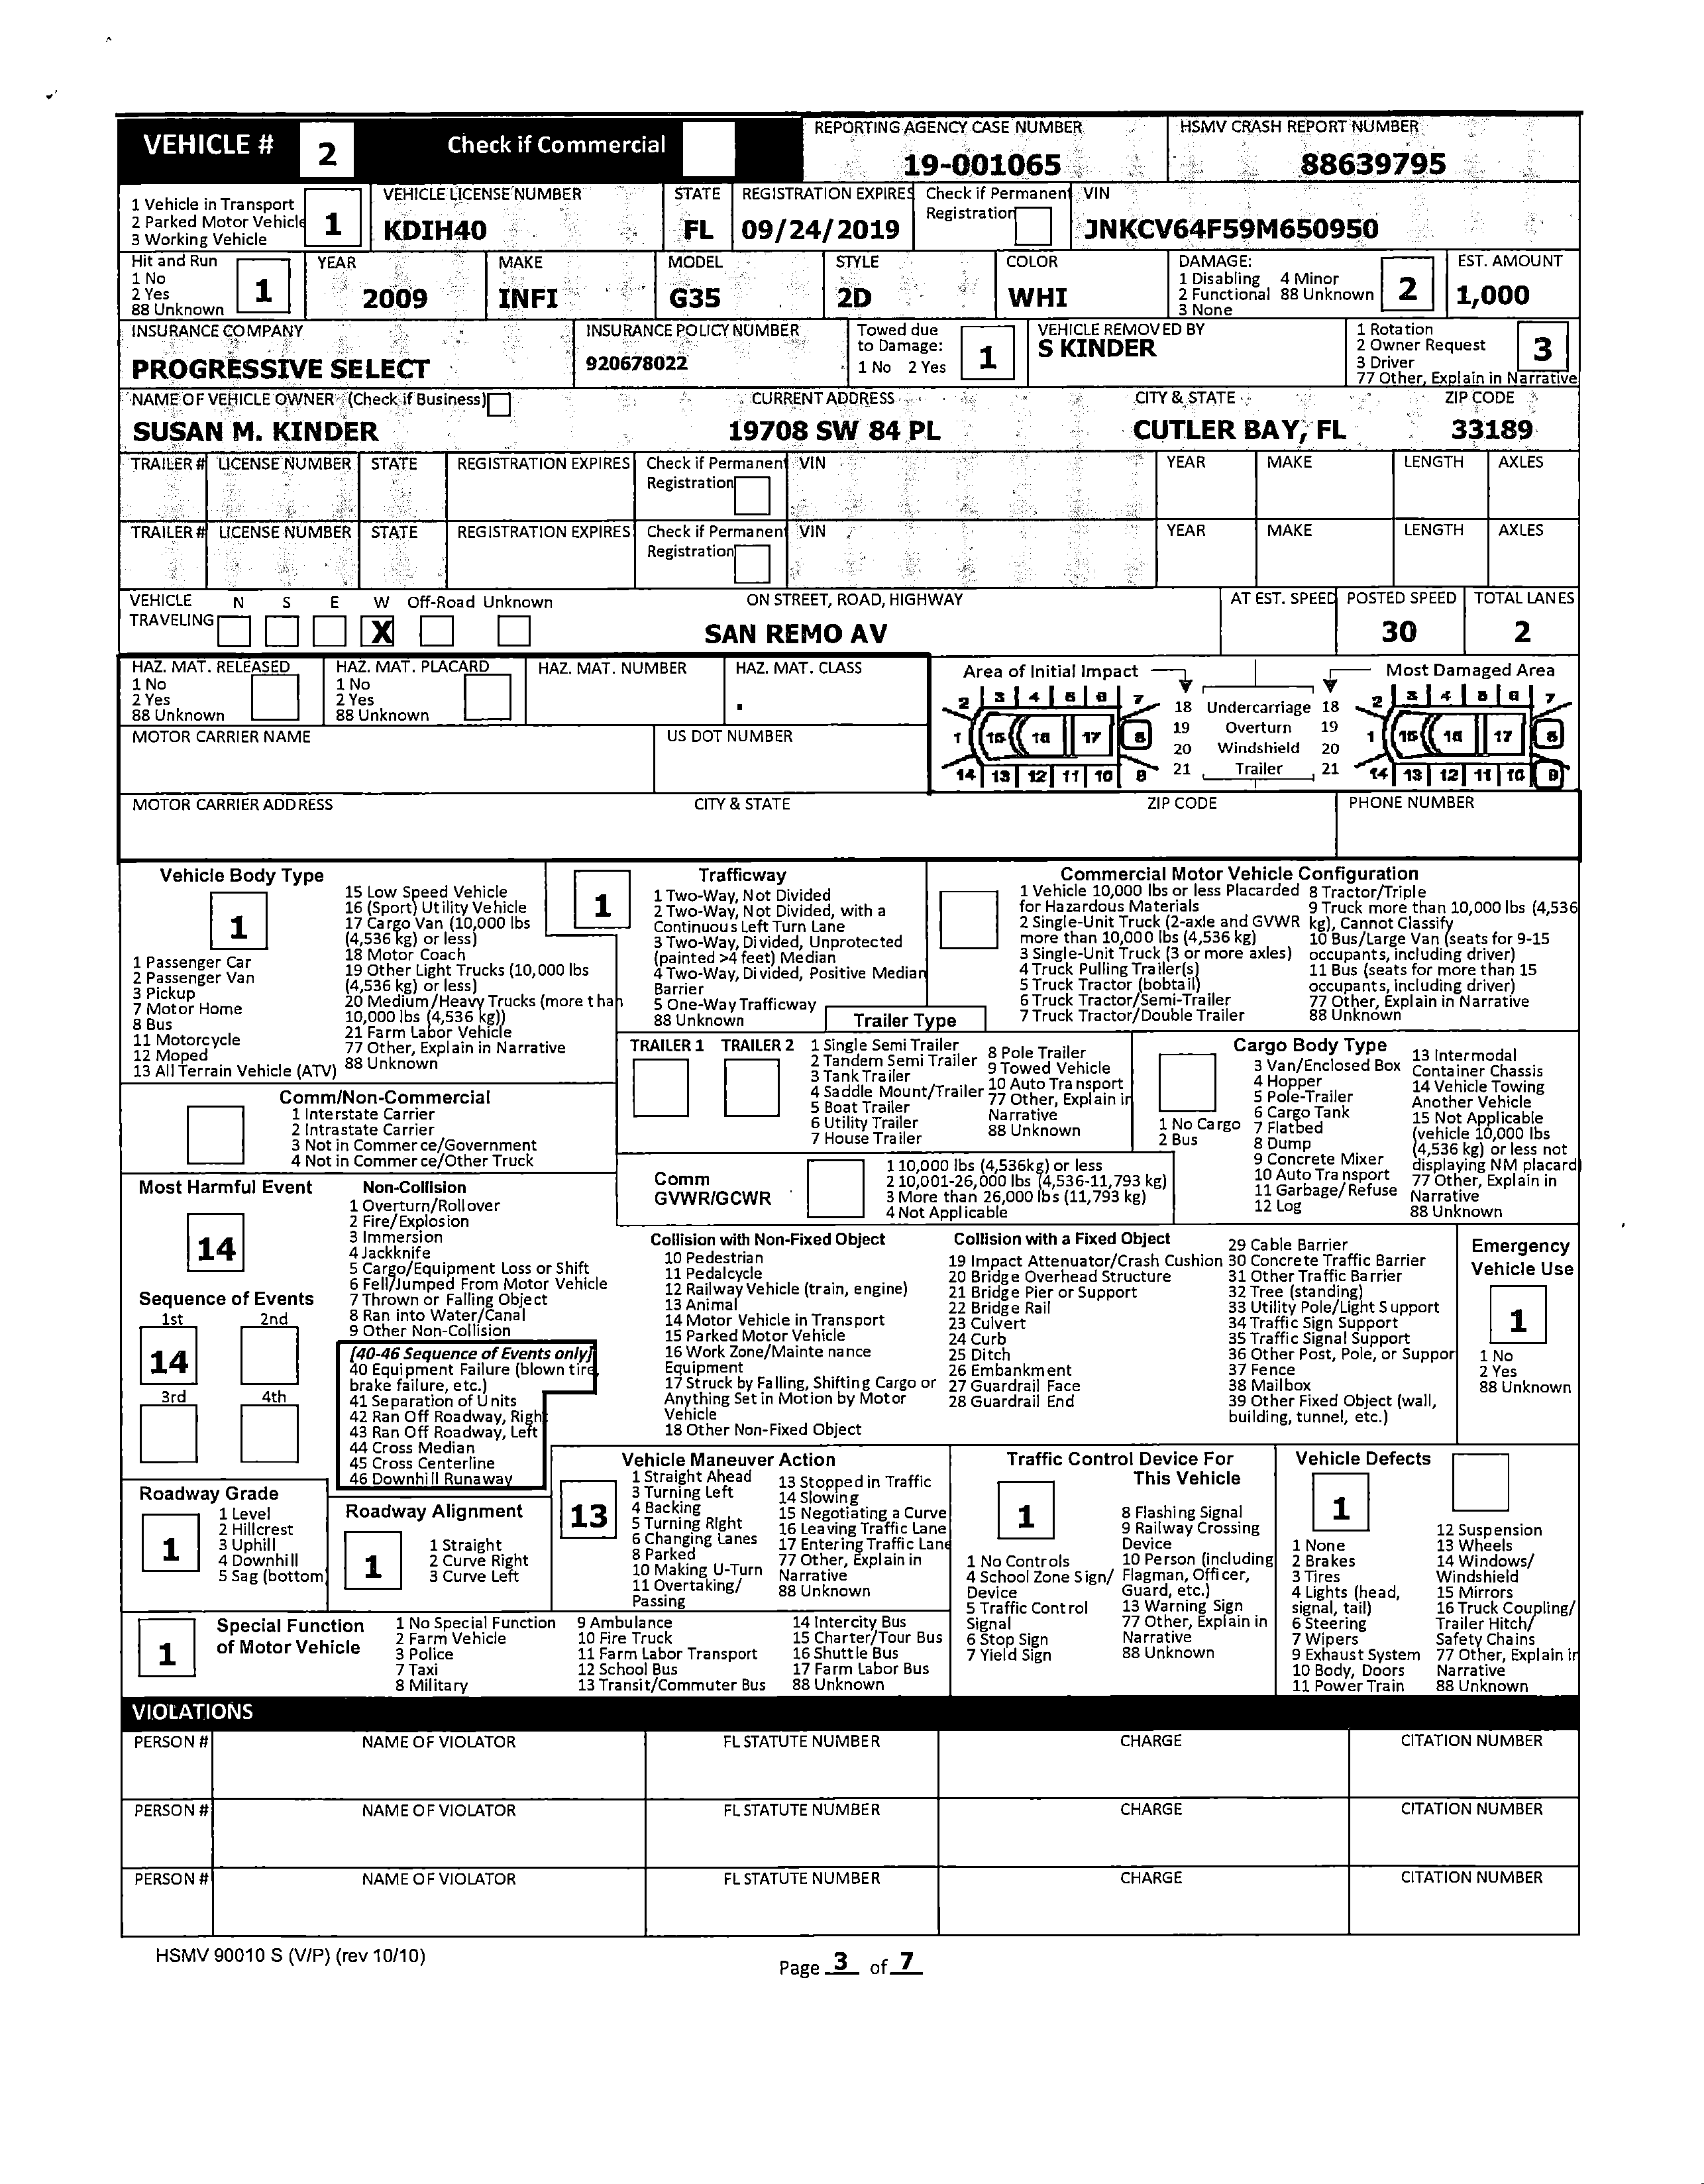 VEHICLE # 2 Check if Commercial REPORTING AGENCY CASE NUMBER 19-001065 HSMV CRASH REPORT NUMBER 88639795
1 Vehicle in Transport
2 Parked Motor Vehicle
3 Working Vehicle
1
VEHICLE LICENSE NUMBER KDIH40
STATE FL
REGISTRATION EXPIRES 09/24/2019
Check if Permanent Registration
VIN JNKCV64F59M650950
Hit and Run
1 No
2 Yes
88 Unknown
1
YEAR 2009
MAKE INFI
MODEL G35
STYLE 2D
COLOR WHI
DAMAGE:
1 Disabling 4 Minor
2 Functional 88 Unknown
3 None
2
EST. AMOUNT 1,000
INSURANCE COMPANY PROGRESSIVE SELECT
INSURANCE POLICY NUMBER 920678022
Towed due to Damage:
1 No 2 Yes
1
VEHICLE REMOVED BY S KINDER
1 Rotation
2 Owner Request
3 Driver
77 Other, Explain in Narrative
3
NAME OF VEHICLE OWNER (Check if Business) CURRENT ADDRESS CITY & STATE ZIP CODE
SUSAN M. KINDER 19708 SW 84 PL CUTLER BAY, FL 33189
TRAILER # LICENSE NUMBER STATE REGISTRATION EXPIRES Check if Permanent Registration VIN YEAR MAKE LENGTH AXLES
TRAILER # LICENSE NUMBER STATE REGISTRATION EXPIRES Check if Permanent Registration VIN YEAR MAKE LENGTH AXLES
VEHICLE TRAVELING N S E W Off-Road Unknown
X
ON STREET, ROAD, HIGHWAY SAN REMO AV
AT EST. SPEED
POSTED SPEED 30
TOTAL LANES 2
HAZ. MAT. RELEASED
1 No
2 Yes
88 Unknown
HAZ. MAT. PLACARD
1 No
2 Yes
88 Unknown
HAZ. MAT. NUMBER HAZ. MAT. CLASS
Area of Initial Impact Most Damaged Area
2 3 4 5 6 7
1 15 16 17 8
14 13 12 11 10 9
18 Undercarriage 18
19 Overturn 19
20 Windshield 20
21 Trailer 21
2 3 4 5 6 7
1 15 16 17 8
14 13 12 11 10 9
MOTOR CARRIER NAME US DOT NUMBER
MOTOR CARRIER ADDRESS CITY & STATE ZIP CODE PHONE NUMBER
Vehicle Body Type
1
1 Passenger Car
2 Passenger Van
3 Pickup
7 Motor Home
8 Bus
11 Motorcycle
12 Moped
13 All Terrain Vehicle (ATV)
15 Low Speed Vehicle
16 (Sport) Utility Vehicle
17 Cargo Van (10,000 lbs
(4,536 kg) or less)
18 Motor Coach
19 Other Light Trucks (10,000 lbs
(4,536 kg) or less)
20 Medium/Heavy Trucks (more than
10,000 lbs (4,536 kg))
21 Farm Labor Vehicle
77 Other, Explain in Narrative
88 Unknown
1
Trafficway
1 Two-Way, Not Divided
2 Two-Way, Not Divided, with a
Continuous Left Turn Lane
3 Two-Way, Divided, Unprotected
(painted >4 feet) Median
4 Two-Way, Divided, Positive Median
Barrier
5 One-Way Trafficway
88 Unknown
Commercial Motor Vehicle Configuration
1 Vehicle 10,000 lbs or less Placarded
for Hazardous Materials
2 Single-Unit Truck (2-axle and GVWR
more than 10,000 lbs (4,536 kg)
3 Single-Unit Truck (3 or more axles)
4 Truck Pulling Trailer(s)
5 Truck Tractor (bobtail)
6 Truck Tractor/Semi-Trailer
7 Truck Tractor/Double Trailer
8 Tractor/Triple
9 Truck more than 10,000 lbs (4,536
kg), Cannot Classify
10 Bus/Large Van (seats for 9-15
occupants, including driver)
11 Bus (seats for more than 15
occupants, including driver)
77 Other, Explain in Narrative
88 Unknown
Trailer Type
TRAILER 1 TRAILER 2
1 Single Semi Trailer
2 Tandem Semi Trailer
3 Tank Trailer
4 Saddle Mount/Trailer
5 Boat Trailer
6 Utility Trailer
7 House Trailer
8 Pole Trailer
9 Towed Vehicle
10 Auto Transport
77 Other, Explain in
Narrative
88 Unknown
Cargo Body Type
1 No Cargo
2 Bus
3 Van/Enclosed Box
4 Hopper
5 Pole-Trailer
6 Cargo Tank
7 Flatbed
8 Dump
9 Concrete Mixer
10 Auto Transport
11 Garbage/Refuse
12 Log
13 Intermodal
Container Chassis
14 Vehicle Towing
Another Vehicle
15 Not Applicable
(vehicle 10,000 lbs
(4,536 kg) or less not
displaying NM placard)
77 Other, Explain in
Narrative
88 Unknown
Comm/Non-Commercial
1 Interstate Carrier
2 Intrastate Carrier
3 Not in Commerce/Government
4 Not in Commerce/Other Truck
Comm
GVWR/GCWR
1 10,000 lbs (4,536kg) or less
2 10,001-26,000 lbs (4,536-11,793 kg)
3 More than 26,000 lbs (11,793 kg)
4 Not Applicable
Most Harmful Event
14
Sequence of Events
1st 2nd
14
3rd 4th
Non-Collision
1 Overturn/Rollover
2 Fire/Explosion
3 Immersion
4 Jackknife
5 Cargo/Equipment Loss or Shift
6 Fell/Jumped From Motor Vehicle
7 Thrown or Falling Object
8 Ran into Water/Canal
9 Other Non-Collision
[40-46 Sequence of Events only]
40 Equipment Failure (blown tire,
brake failure, etc.)
41 Separation of Units
42 Ran Off Roadway, Right
43 Ran Off Roadway, Left
44 Cross Median
45 Cross Centerline
46 Downhill Runaway
Collision with Non-Fixed Object
10 Pedestrian
11 Pedalcycle
12 Railway Vehicle (train, engine)
13 Animal
14 Motor Vehicle in Transport
15 Parked Motor Vehicle
16 Work Zone/Maintenance
Equipment
17 Struck by Falling, Shifting Cargo or
Anything Set in Motion by Motor
Vehicle
18 Other Non-Fixed Object
Collision with a Fixed Object
19 Impact Attenuator/Crash Cushion
20 Bridge Overhead Structure
21 Bridge Pier or Support
22 Bridge Rail
23 Culvert
24 Curb
25 Ditch
26 Embankment
27 Guardrail Face
28 Guardrail End
29 Cable Barrier
30 Concrete Traffic Barrier
31 Other Traffic Barrier
32 Tree (standing)
33 Utility Pole/Light Support
34 Traffic Sign Support
35 Traffic Signal Support
36 Other Post, Pole, or Suppor
37 Fence
38 Mailbox
39 Other Fixed Object (wall,
building, tunnel, etc.)
Emergency
Vehicle Use
1
1 No
2 Yes
88 Unknown
Roadway Grade
1
1 Level
2 Hillcrest
3 Uphill
4 Downhill
5 Sag (bottom)
Roadway Alignment
1
1 Straight
2 Curve Right
3 Curve Left
Vehicle Maneuver Action
13
1 Straight Ahead
3 Turning Left
4 Backing
5 Turning Right
6 Changing Lanes
8 Parked
10 Making U-Turn
11 Overtaking/
Passing
13 Stopped in Traffic
14 Slowing
15 Negotiating a Curve
16 Leaving Traffic Lane
17 Entering Traffic Lane
77 Other, Explain in
Narrative
88 Unknown
Traffic Control Device For
This Vehicle
1
1 No Controls
4 School Zone Sign/
Device
5 Traffic Control
Signal
6 Stop Sign
7 Yield Sign
8 Flashing Signal
9 Railway Crossing
Device
10 Person (including
Flagman, Officer,
Guard, etc.)
13 Warning Sign
77 Other, Explain in
Narrative
88 Unknown
Vehicle Defects
1
1 None
2 Brakes
3 Tires
4 Lights (head,
signal, tail)
6 Steering
7 Wipers
9 Exhaust System
10 Body, Doors
11 Power Train
12 Suspension
13 Wheels
14 Windows/
Windshield
15 Mirrors
16 Truck Coupling/
Trailer Hitch/
Safety Chains
77 Other, Explain in
Narrative
88 Unknown
1
Special Function
of Motor Vehicle
1 No Special Function
2 Farm Vehicle
3 Police
7 Taxi
8 Military
9 Ambulance
10 Fire Truck
11 Farm Labor Transport
12 School Bus
13 Transit/Commuter Bus
14 Intercity Bus
15 Charter/Tour Bus
16 Shuttle Bus
17 Farm Labor Bus
88 Unknown
VIOLATIONS
PERSON # NAME OF VIOLATOR FL STATUTE NUMBER CHARGE CITATION NUMBER
PERSON # NAME OF VIOLATOR FL STATUTE NUMBER CHARGE CITATION NUMBER
PERSON # NAME OF VIOLATOR FL STATUTE NUMBER CHARGE CITATION NUMBER
HSMV 90010 S (V/P) (rev 10/10)
Page 3 of 7